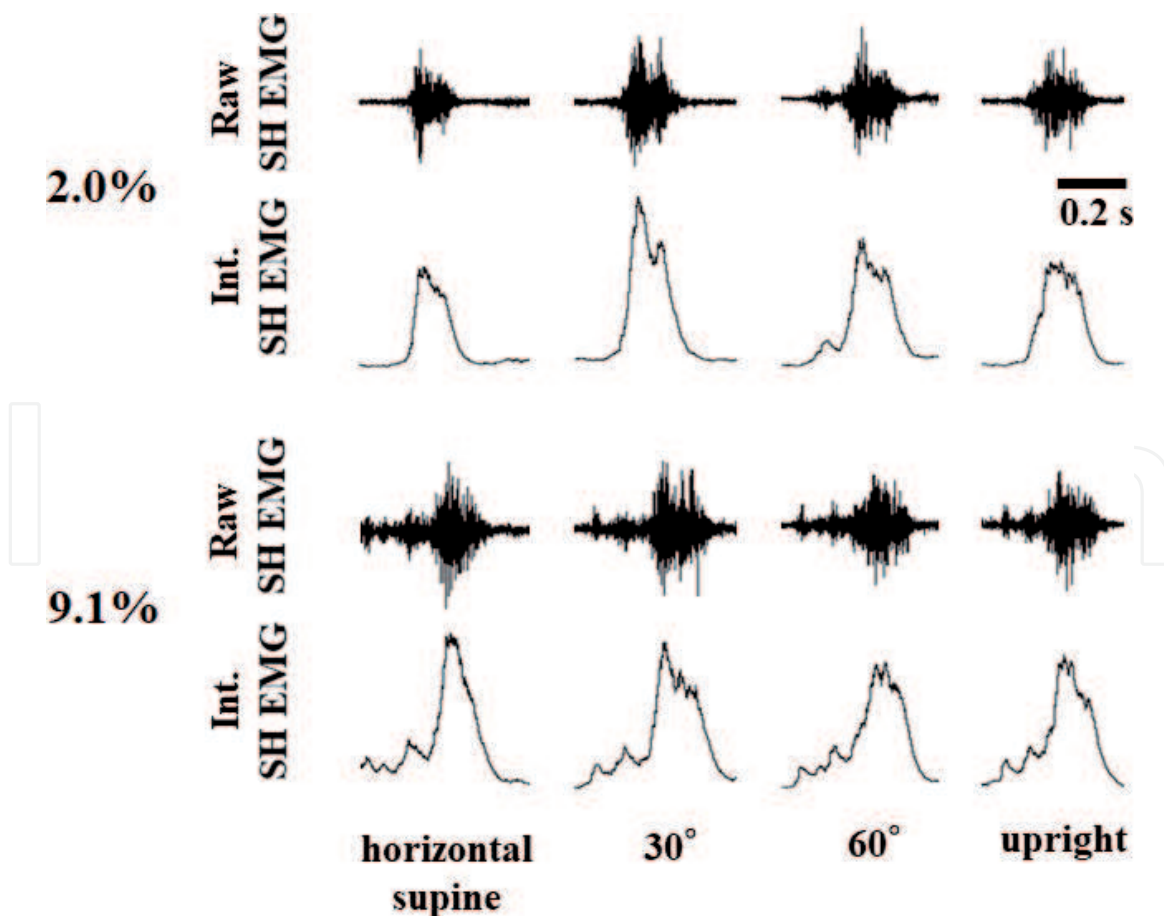 Raw
SH EMG
2.0%
0.2 s
Int.
SH EMG
Raw
SH EMG
9.1%
Int.
SH EMG
horizontal
supine
30°
60°
upright